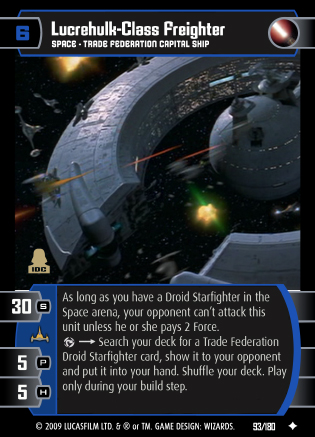 6
Lucrehulk-Class Freighter
SPACE • TRADE FEDERATION CAPITAL SHIP
IDC
30 S
5 P
5 H
As long as you have a Droid Starfighter in the
Space arena, your opponent can't attack this
unit unless he or she pays 2 Force.
→ Search your deck for a Trade Federation
Droid Starfighter card, show it to your opponent
and put it into your hand. Shuffle your deck. Play
only during your build step.
© 2009 LUCASFILM LTD. & ® or TM. GAME DESIGN: WIZARDS. 93/180